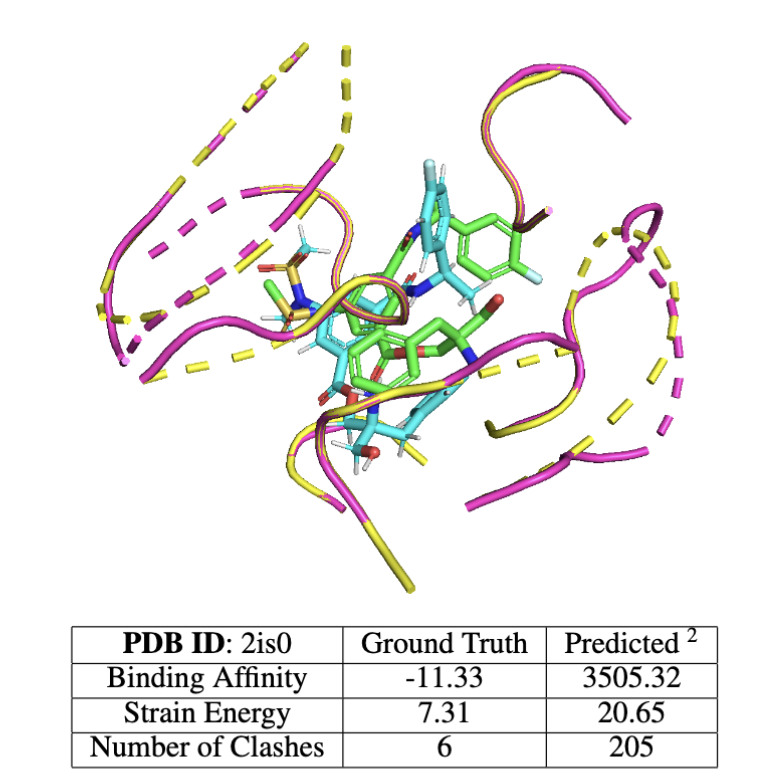 PDB ID: 2is0 Ground Truth Predicted 2
Binding Affinity -11.33 3505.32
Strain Energy 7.31 20.65
Number of Clashes 6 205